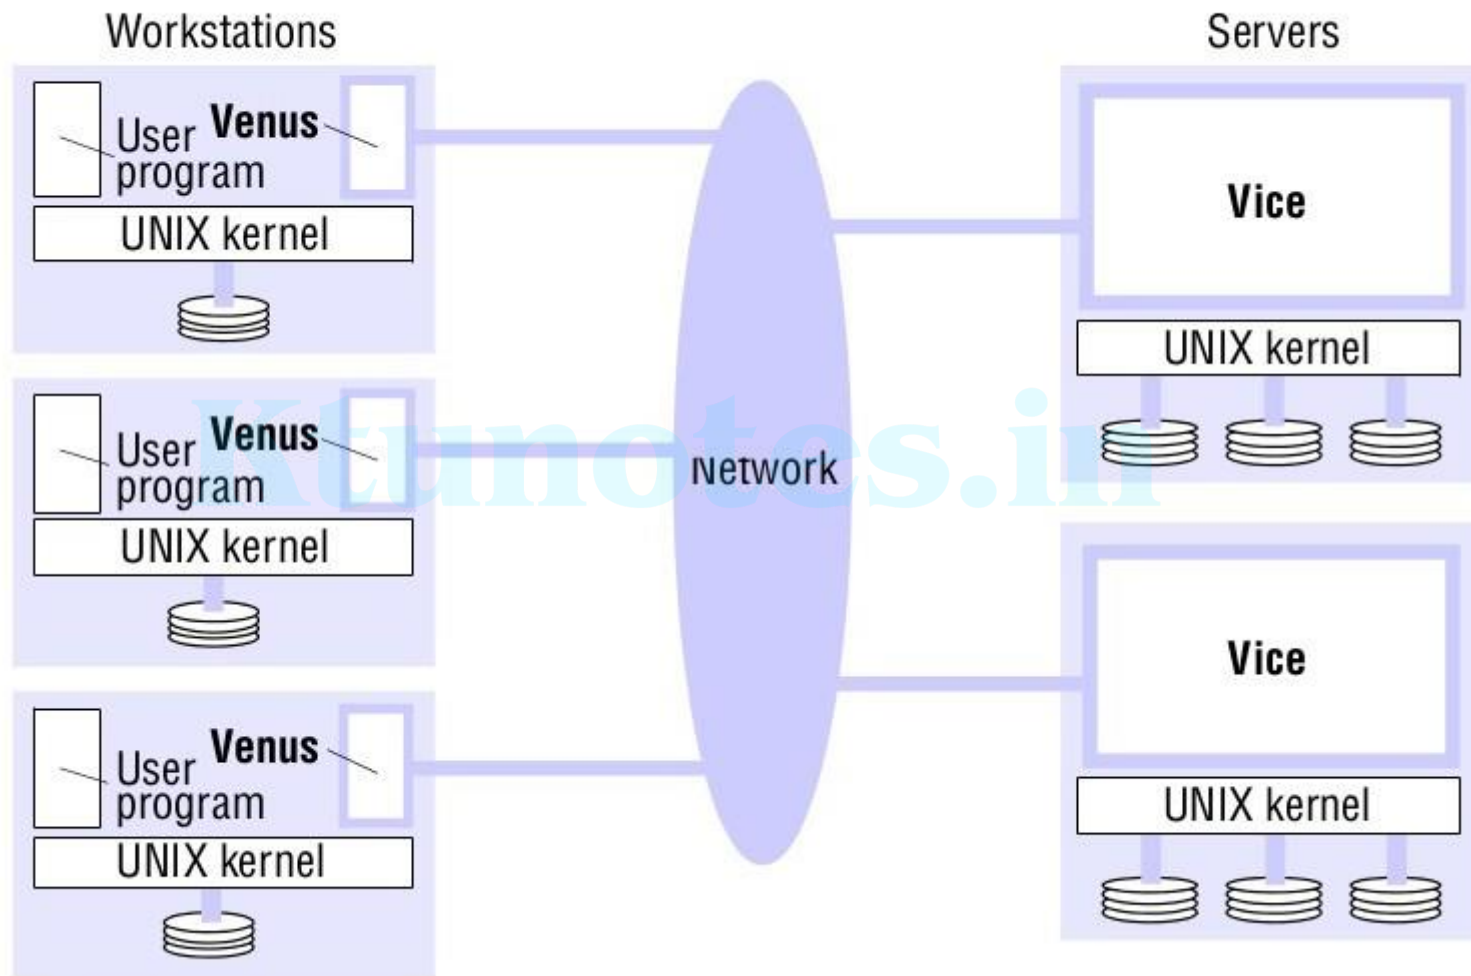 Workstations
Servers
User
program
Venus
UNIX kernel
Vice
UNIX kernel
User
program
Venus
UNIX kernel
Network
Ktunotes.in
User
program
Venus
UNIX kernel
Vice
UNIX kernel